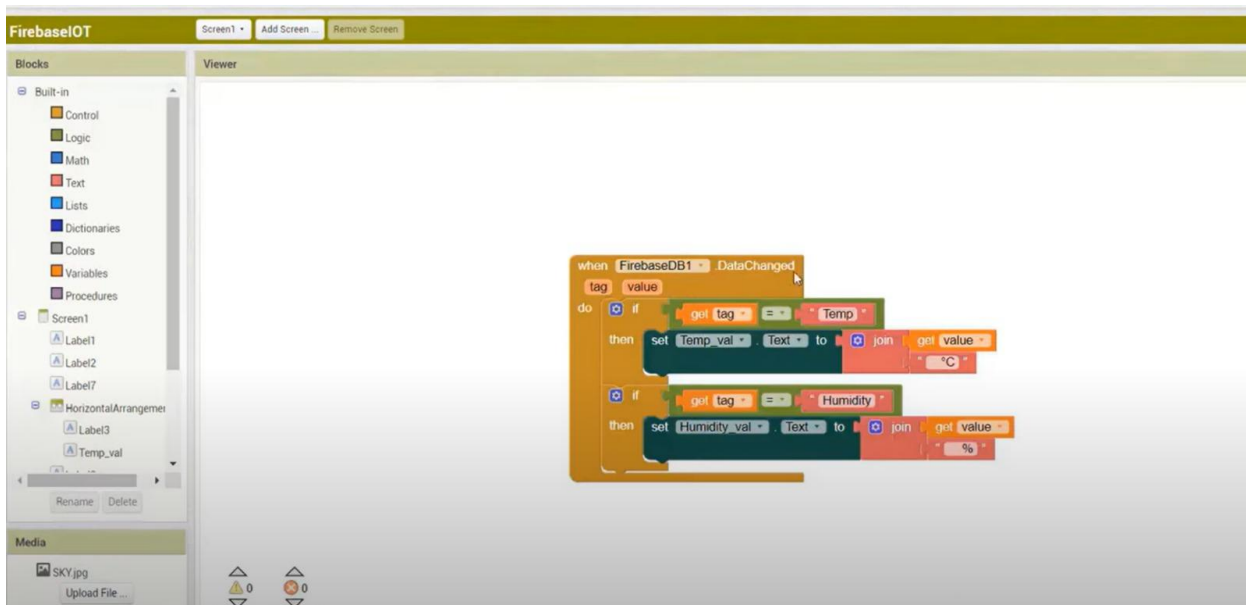 FirebaseIOT
Screen1 Add Screen ... Remove Screen
Blocks
Viewer
Built-in
Control
Logic
Math
Text
Lists
Dictionaries
Colors
Variables
Procedures
Screen1
Label1
Label2
Label7
HorizontalArrangemen
Label3
Temp_val
Rename Delete
Media
SKY.jpg
Upload File ...
when FirebaseDB1 .DataChanged
tag value
do if get tag = " Temp "
then set Temp_val . Text to join get value
" °C "
if get tag = " Humidity "
then set Humidity_val . Text to join get value
" % "
0 0